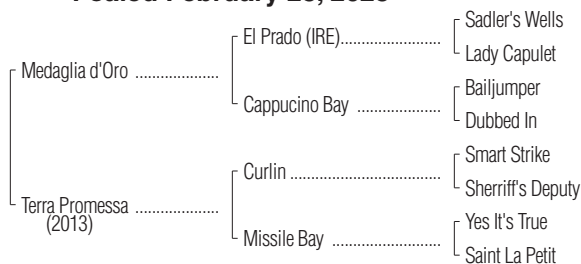 El Prado (IRE)
Sadler's Wells
Lady Capulet
Medaglia d'Oro
Cappucino Bay
Bailjumper
Dubbed In
Curlin
Smart Strike
Sherriff's Deputy
Terra Promessa
(2013)
Missile Bay
Yes It's True
Saint La Petit